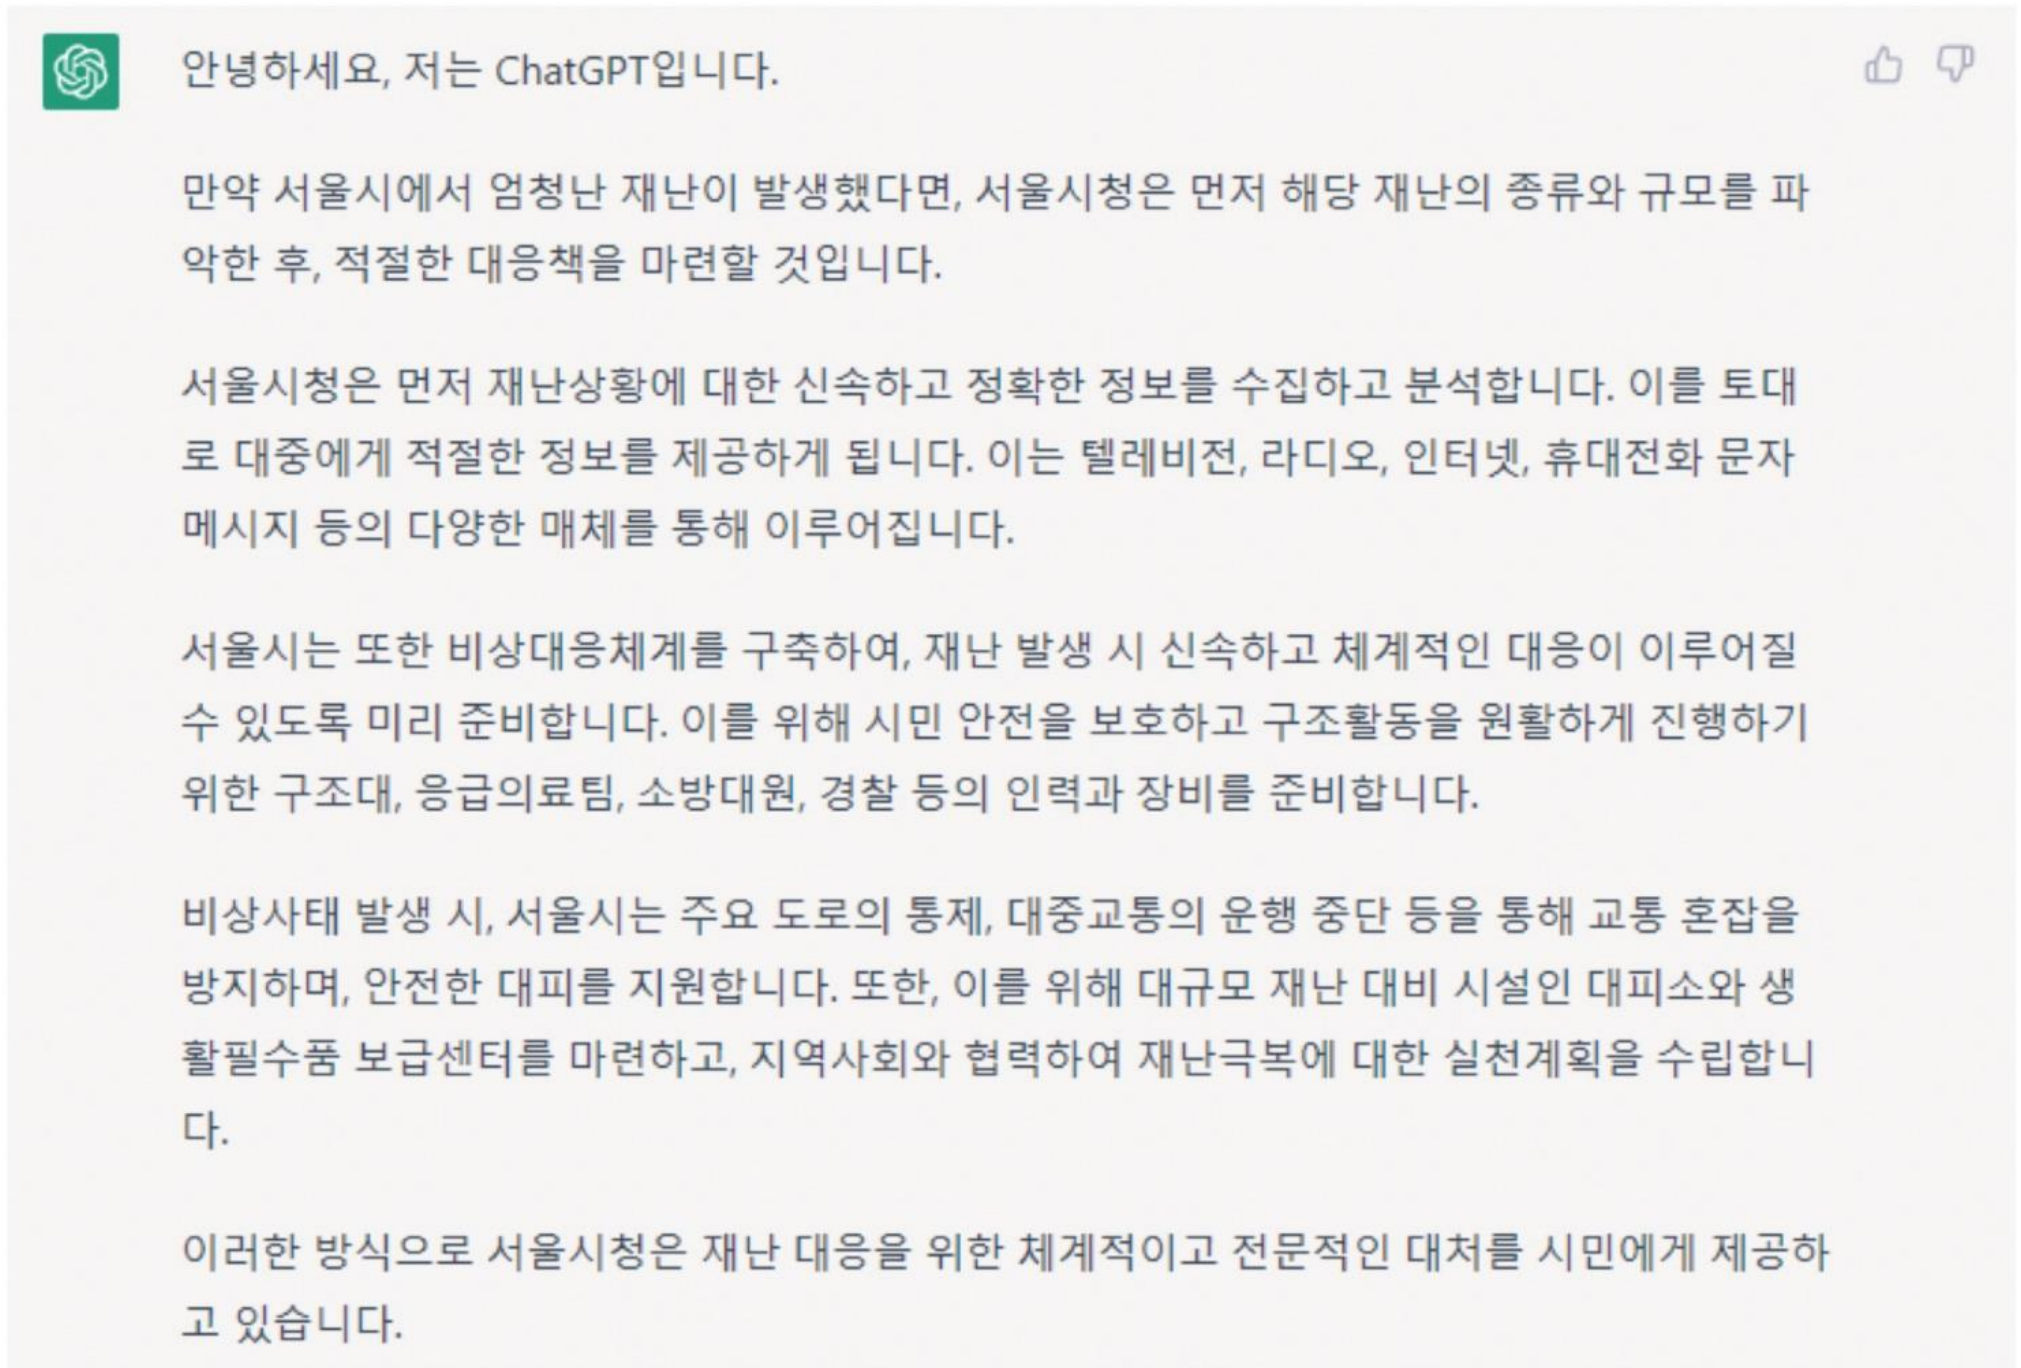 안녕하세요, 저는 ChatGPT입니다.
만약 서울시에서 엄청난 재난이 발생했다면, 서울시청은 먼저 해당 재난의 종류와 규모를 파
악한 후, 적절한 대응책을 마련할 것입니다.
서울시청은 먼저 재난상황에 대한 신속하고 정확한 정보를 수집하고 분석합니다. 이를 토대
로 대중에게 적절한 정보를 제공하게 됩니다. 이는 텔레비전, 라디오, 인터넷, 휴대전화 문자
메시지 등의 다양한 매체를 통해 이루어집니다.
서울시는 또한 비상대응체계를 구축하여, 재난 발생 시 신속하고 체계적인 대응이 이루어질
수 있도록 미리 준비합니다. 이를 위해 시민 안전을 보호하고 구조활동을 원활하게 진행하기
위한 구조대, 응급의료팀, 소방대원, 경찰 등의 인력과 장비를 준비합니다.
비상사태 발생 시, 서울시는 주요 도로의 통제, 대중교통의 운행 중단 등을 통해 교통 혼잡을
방지하며, 안전한 대피를 지원합니다. 또한, 이를 위해 대규모 재난 대비 시설인 대피소와 생
활필수품 보급센터를 마련하고, 지역사회와 협력하여 재난극복에 대한 실천계획을 수립합니
다.
이러한 방식으로 서울시청은 재난 대응을 위한 체계적이고 전문적인 대처를 시민에게 제공하
고 있습니다.